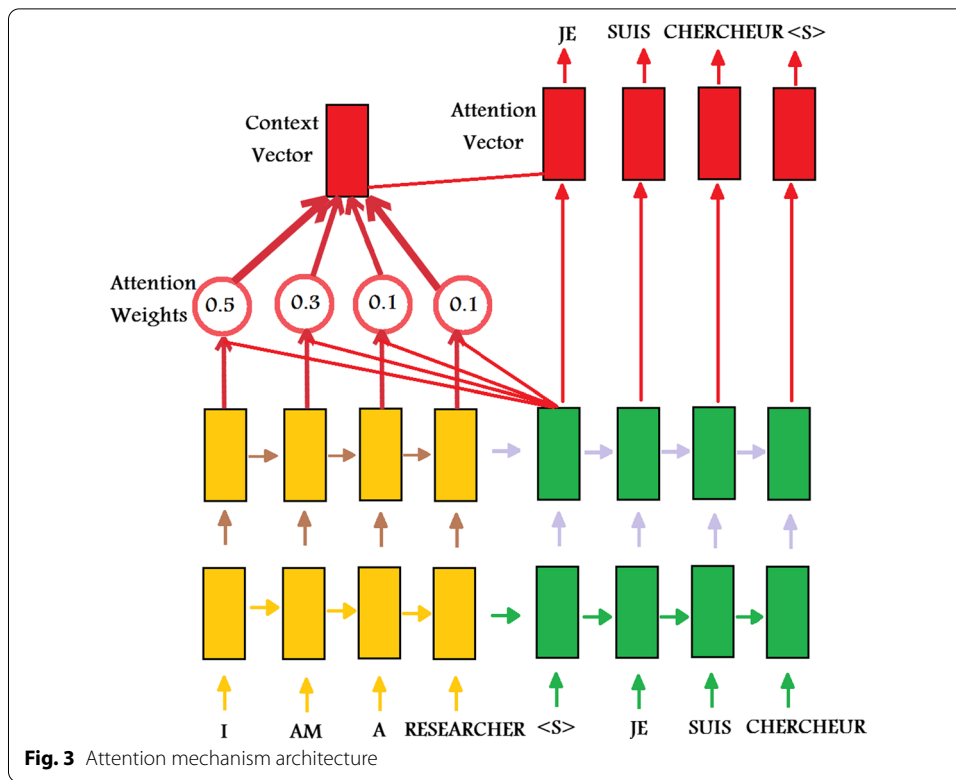 JE SUIS CHERCHEUR <S>
Context
Vector
Attention
Vector
Attention
Weights
0.5 0.3 0.1 0.1
I AM A RESEARCHER <S> JE SUIS CHERCHEUR
Fig. 3 Attention mechanism architecture